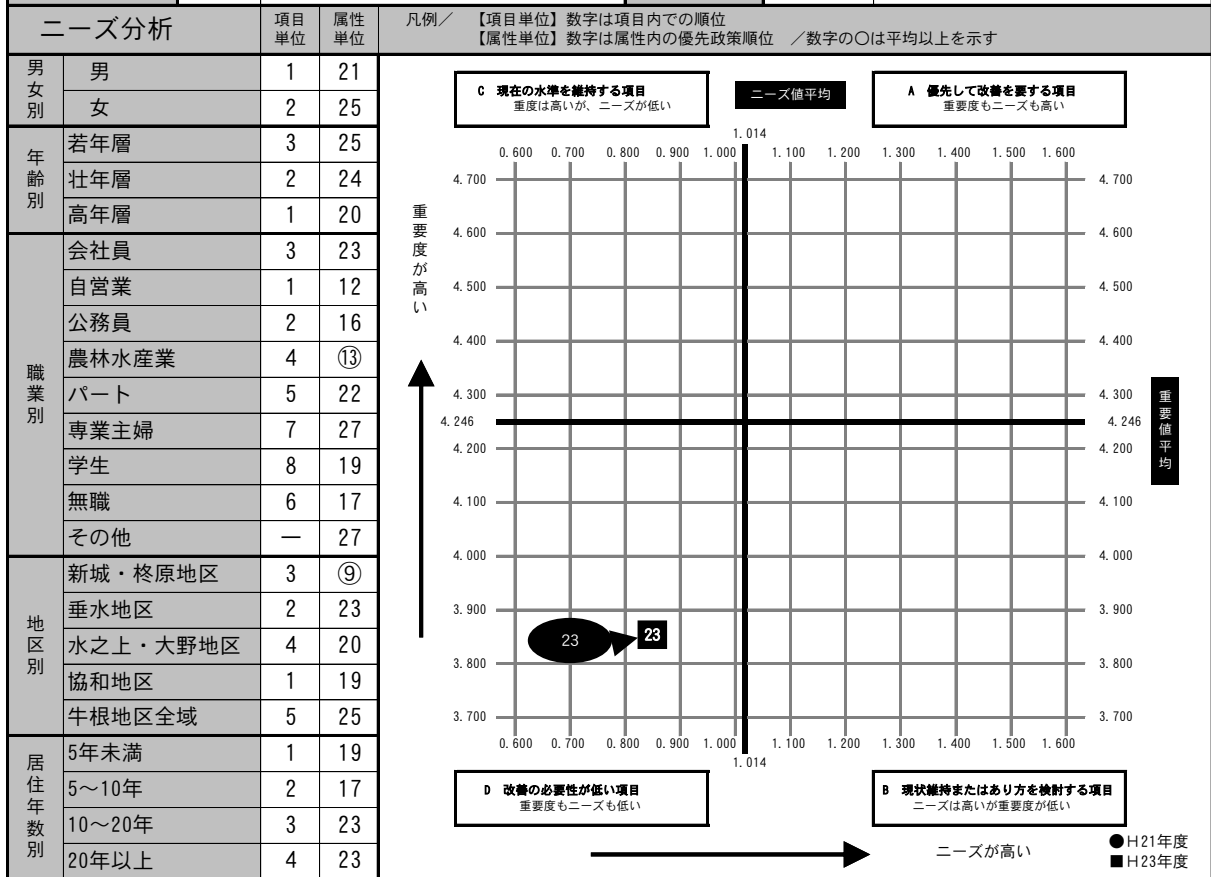 ニーズ分析 項目単位 属性単位
凡例/ 【項目単位】数字は項目内での順位
【属性単位】数字は属性内の優先政策順位 /数字の○は平均以上を示す
男女別
男 1 21
女 2 25
年齢別
若年層 3 25
壮年層 2 24
高年層 1 20
職業別
会社員 3 23
自営業 1 12
公務員 2 16
農林水産業 4 ⑬
パート 5 22
専業主婦 7 27
学生 8 19
無職 6 17
その他 ― 27
地区別
新城・柊原地区 3 ⑨
垂水地区 2 23
水之上・大野地区 4 20
協和地区 1 19
牛根地区全域 5 25
居住年数別
5年未満 1 19
5～10年 2 17
10～20年 3 23
20年以上 4 23
C 現在の水準を維持する項目
重度は高いが、ニーズが低い
ニーズ値平均
A 優先して改善を要する項目
重要度もニーズも高い
1.014
0.600 0.700 0.800 0.900 1.000 1.100 1.200 1.300 1.400 1.500 1.600
重要度が高い
4.700 4.700
4.600 4.600
4.500 4.500
4.400 4.400
4.300 4.300
4.246 4.246
重要値平均
4.200 4.200
4.100 4.100
4.000 4.000
3.900 3.900
23 23
3.800 3.800
3.700 3.700
0.600 0.700 0.800 0.900 1.000 1.100 1.200 1.300 1.400 1.500 1.600
1.014
D 改善の必要性が低い項目
重要度もニーズも低い
B 現状維持またはあり方を検討する項目
ニーズは高いが重要度が低い
ニーズが高い
●H21年度
■H23年度